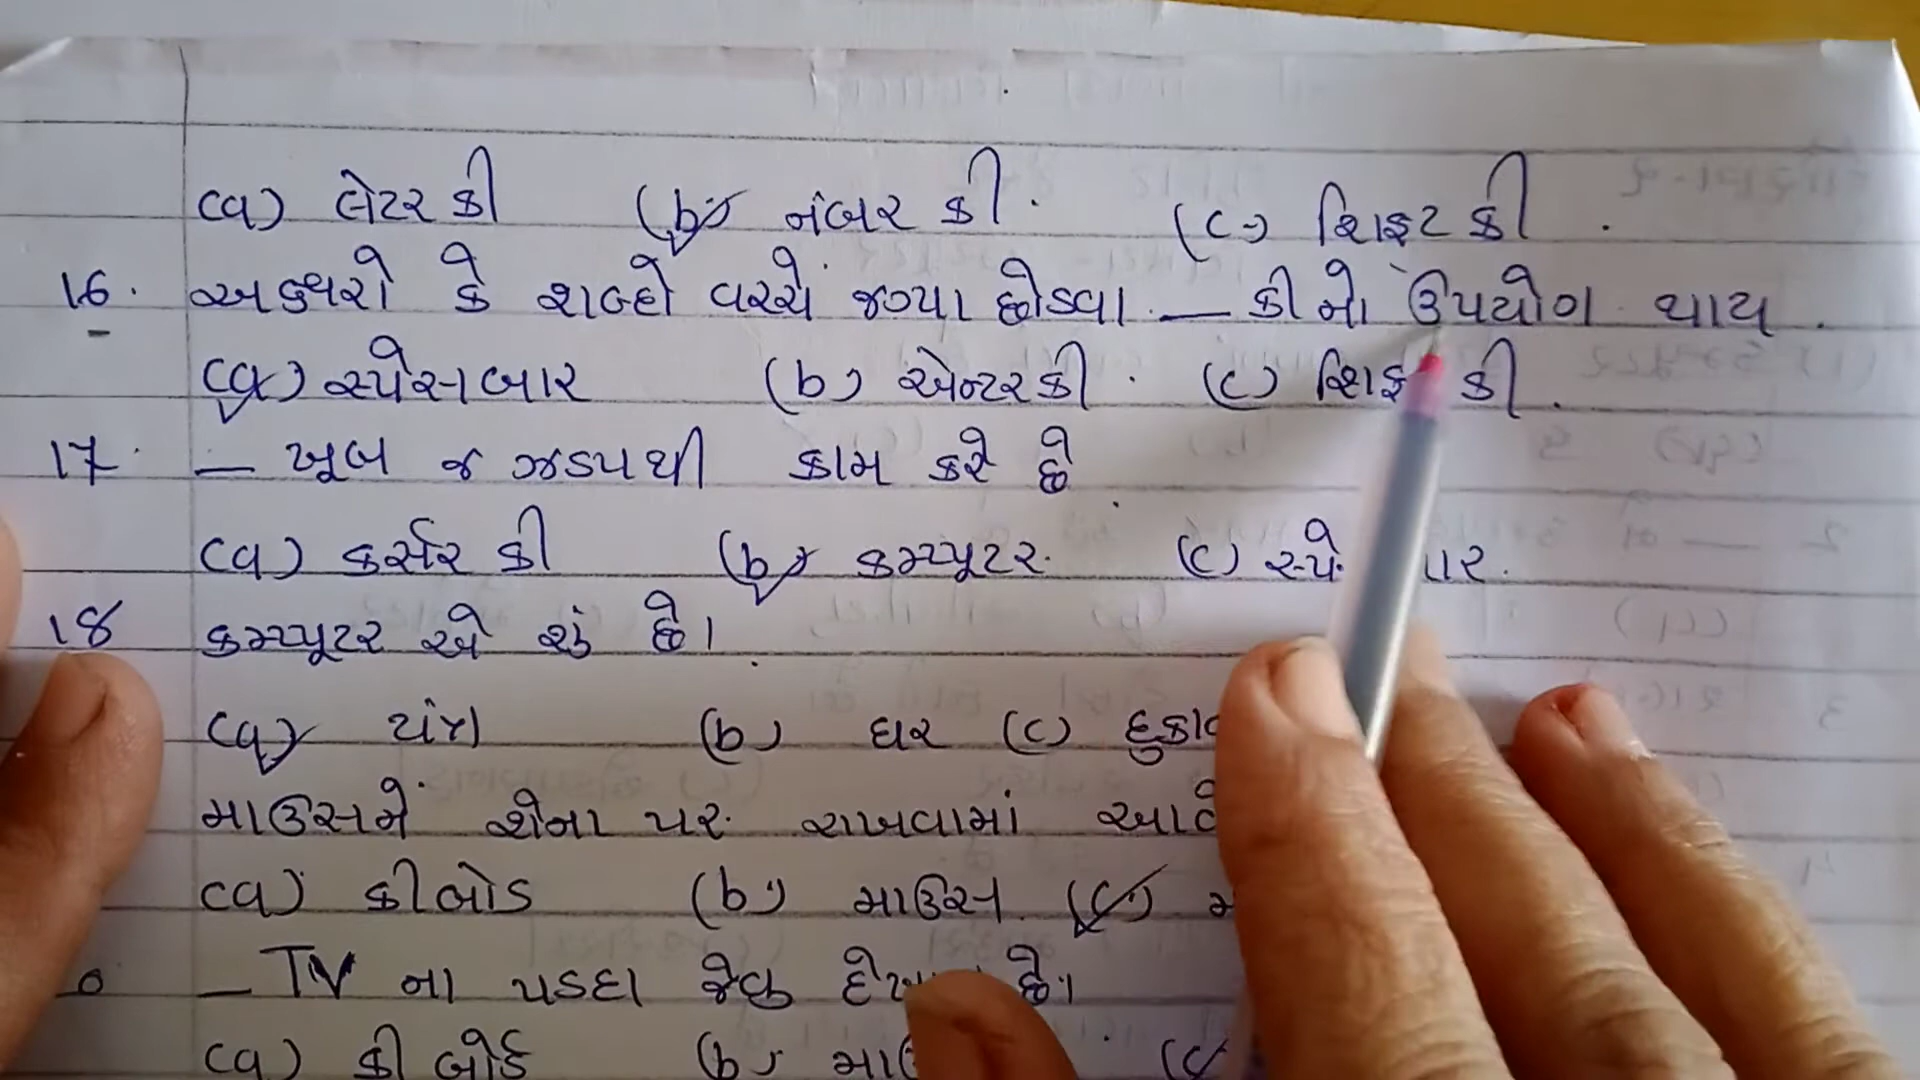 (a) લેટર કી (b) નંબર કી. (c) શિફ્ટ કી.
16. અક્ષરો કે શબ્દો વચ્ચે જગ્યા છોડવા — કી નો ઉપયોગ થાય.
(a) સ્પેસબાર (b) એન્ટર કી. (c) કી.
17. — ખૂબ જ ઝડપથી કામ કરે છે.
(a) કર્સર કી (b) કમ્પ્યૂટર. (c)
18 કમ્પ્યૂટર એ શું છે।
(a) યંત્ર (b) ઘર (c)
માઉસને શેના પર રાખવામાં
(a) કીબોડ (b) માઉસ (c)
— TV ના પડદા જેવુ છે।
(a) કી બોર્ડ (b) (c